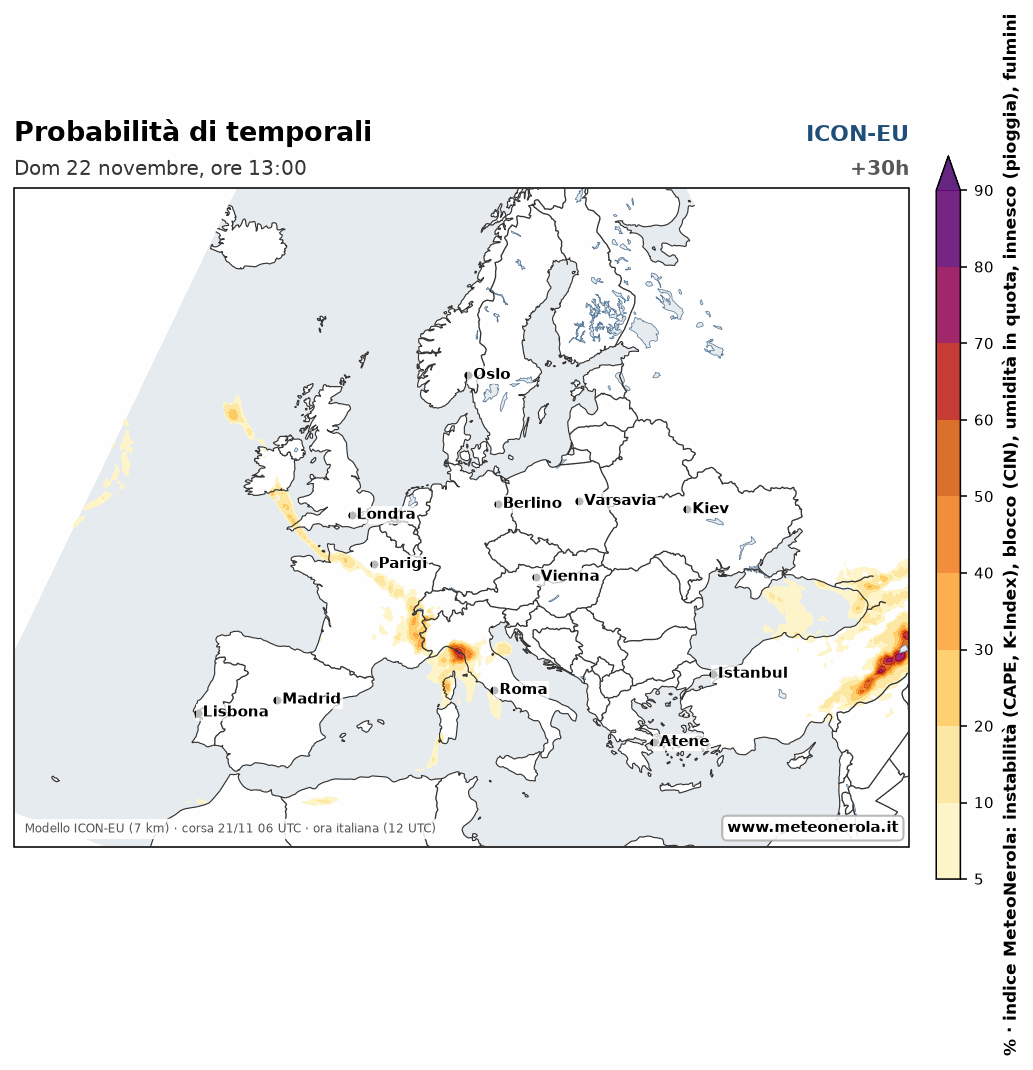 Probabilità di temporali
ICON-EU
Dom 22 novembre, ore 13:00
+30h
Oslo
Londra
Berlino
Varsavia
Kiev
Parigi
Vienna
Istanbul
Roma
Madrid
Lisbona
Atene
Modello ICON-EU (7 km) · corsa 21/11 06 UTC · ora italiana (12 UTC)
www.meteonerola.it
90
80
70
60
50
40
30
20
10
5
% · indice MeteoNerola: instabilità (CAPE, K-Index), blocco (CIN), umidità in quota, innesco (pioggia), fulmini